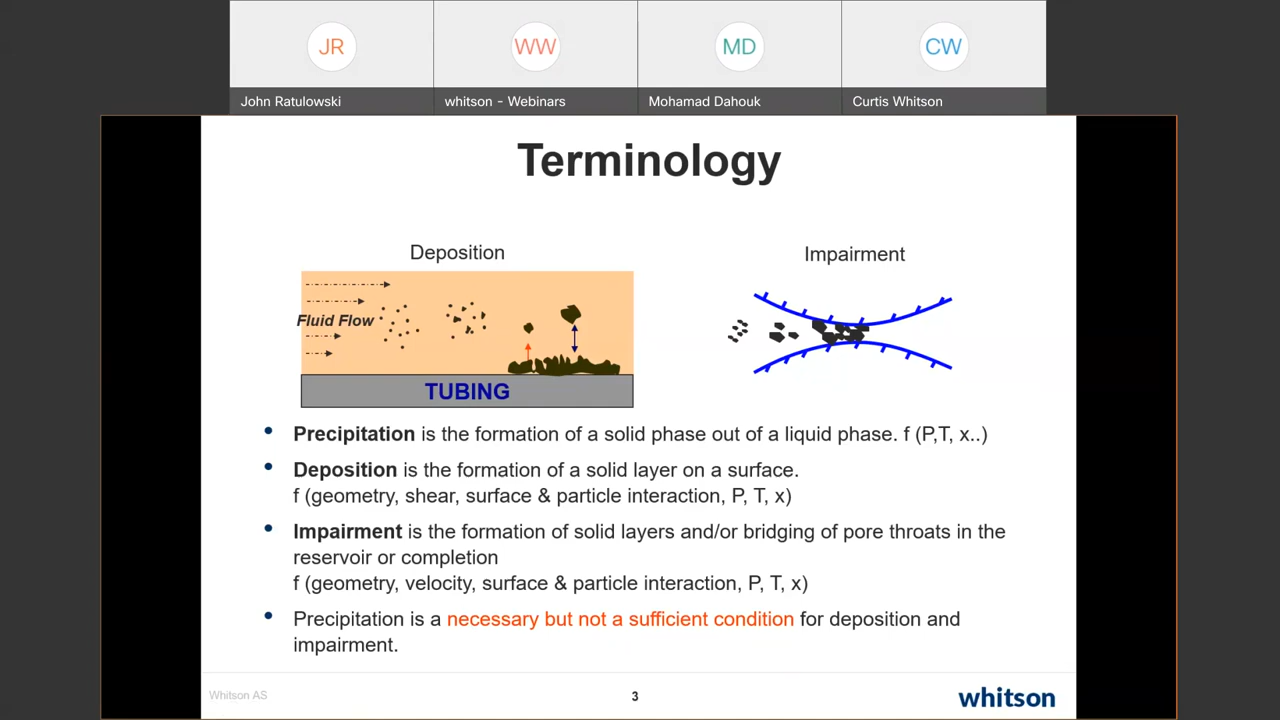 JR
WW
MD
CW
John Ratulowski
whitson - Webinars
Mohamad Dahouk
Curtis Whitson
Terminology
Deposition
Impairment
Fluid Flow
TUBING
• Precipitation is the formation of a solid phase out of a liquid phase. f (P,T, x..)
• Deposition is the formation of a solid layer on a surface.
f (geometry, shear, surface & particle interaction, P, T, x)
• Impairment is the formation of solid layers and/or bridging of pore throats in the
reservoir or completion
f (geometry, velocity, surface & particle interaction, P, T, x)
• Precipitation is a necessary but not a sufficient condition for deposition and
impairment.
Whitson AS
3
whitson